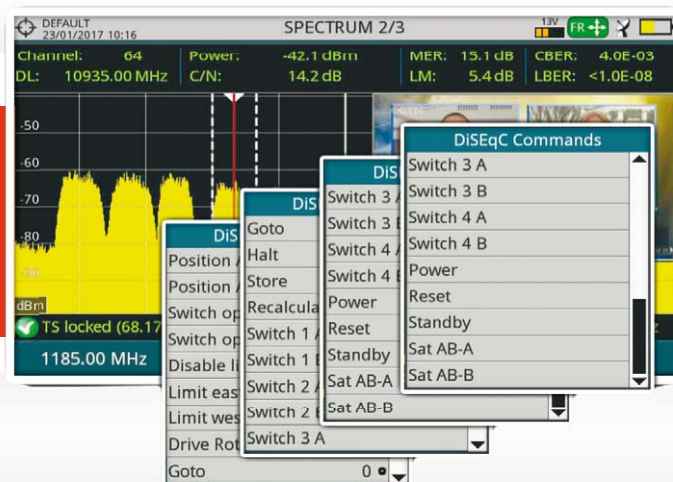 DEFAULT
23/01/2017 10:16
SPECTRUM 2/3
13V
FR
Channel: 64
Power: -42.1 dBm
MER: 15.1 dB
CBER: 4.0E-03
DL: 10935.00 MHz
C/N: 14.2 dB
LM: 5.4 dB
LBER: <1.0E-08
-50
-60
-70
-80
-90
dBm
TS locked (68.17
1185.00 MHz
DiS
Position A
Position A
Switch op
Switch op
Disable li
Limit eas
Limit wes
Drive Rot
Goto 0
DiS
Goto
Halt
Store
Recalcula
Switch 1 A
Switch 1 B
Switch 2 A
Switch 2 B
Switch 3 A
DiS
Switch 3 A
Switch 3 B
Switch 4 A
Switch 4 B
Power
Reset
Standby
Sat AB-A
Sat AB-B
DiSEqC Commands
Switch 3 A
Switch 3 B
Switch 4 A
Switch 4 B
Power
Reset
Standby
Sat AB-A
Sat AB-B